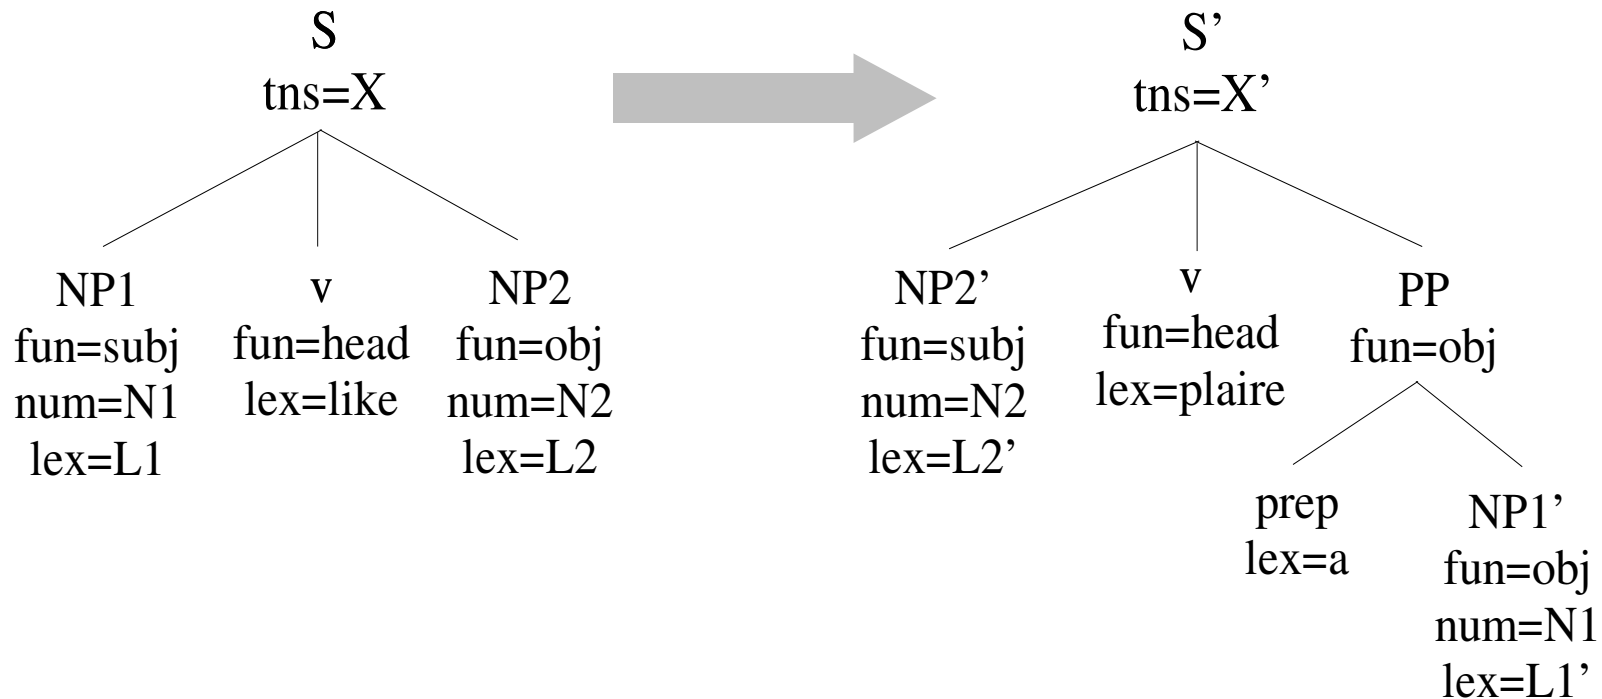 S
tns=X
NP1
fun=subj
num=N1
lex=L1
v
fun=head
lex=like
NP2
fun=obj
num=N2
lex=L2
S’
tns=X’
NP2’
fun=subj
num=N2
lex=L2’
v
fun=head
lex=plaire
PP
fun=obj
prep
lex=a
NP1’
fun=obj
num=N1
lex=L1’